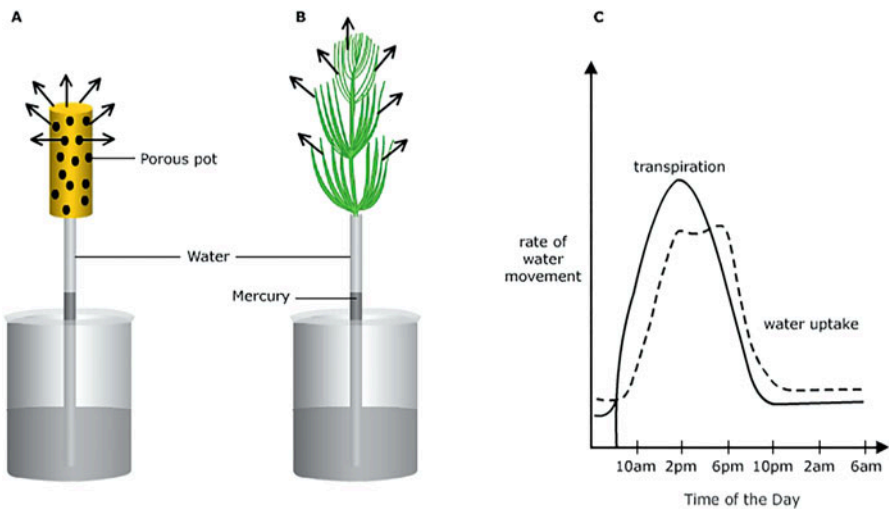 A
B
C
Porous pot
Water
Mercury
transpiration
rate of
water
movement
water uptake
10am 2pm 6pm 10pm 2am 6am
Time of the Day